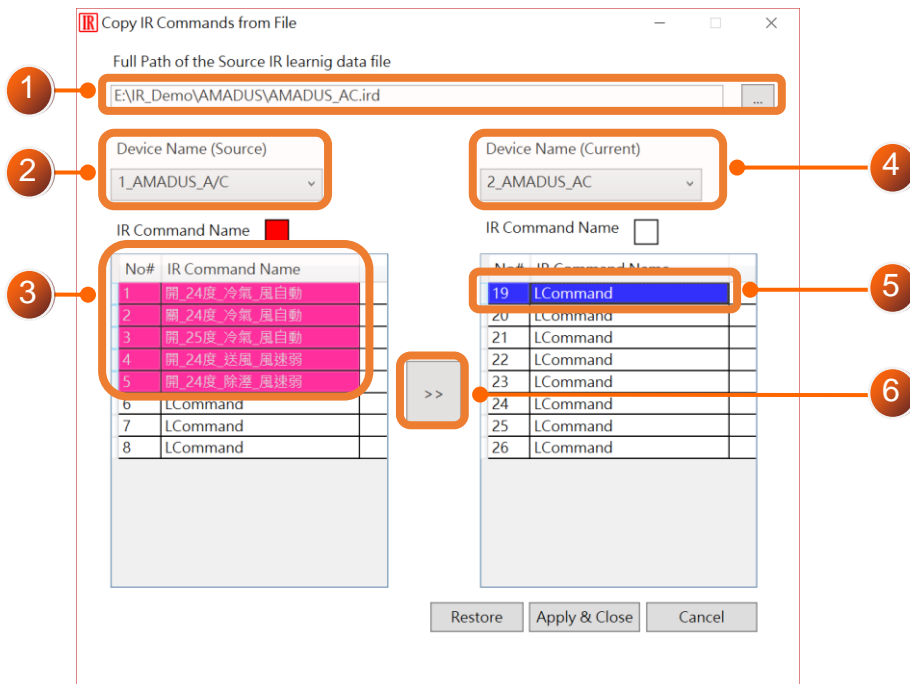 IR Copy IR Commands from File
Full Path of the Source IR learnig data file
1
E:\IR_Demo\AMADUS\AMADUS_AC.ird ...
Device Name (Source)
Device Name (Current)
2
1_AMADUS_A/C
2_AMADUS_AC
4
IR Command Name
IR Command Name
No# IR Command Name
No# IR Command Name
3
1 開_24度_冷氣_風自動
2 關_24度_冷氣_風自動
3 開_25度_冷氣_風自動
4 開_24度_送風_風速弱
5 開_24度_除溼_風速弱
6 LCommand
7 LCommand
8 LCommand
>>
19 LCommand
20 LCommand
21 LCommand
22 LCommand
23 LCommand
24 LCommand
25 LCommand
26 LCommand
5
6
Restore Apply & Close Cancel